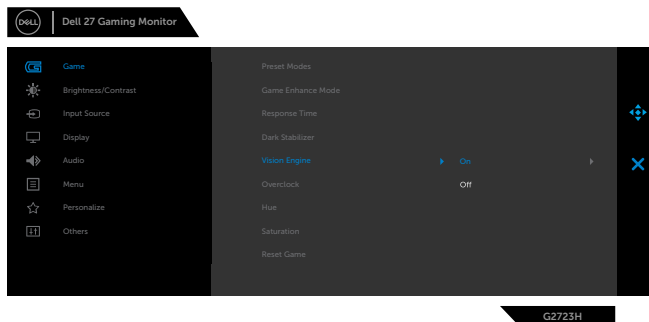 DELL
Dell 27 Gaming Monitor
Game
Preset Modes
Brightness/Contrast
Game Enhance Mode
Input Source
Response Time
Display
Dark Stabilizer
Audio
Vision Engine
On
Menu
Overclock
Off
Personalize
Hue
Others
Saturation
Reset Game
G2723H